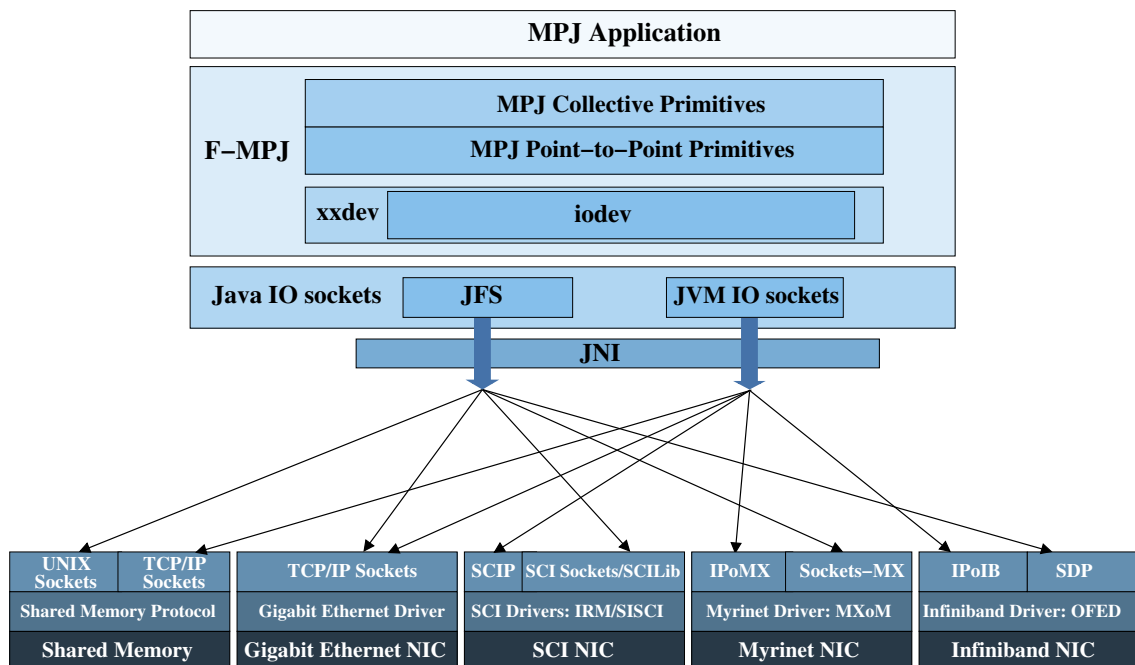 MPJ Application
F−MPJ
MPJ Collective Primitives
MPJ Point−to−Point Primitives
xxdev
iodev
Java IO sockets
JFS
JVM IO sockets
JNI
UNIX
Sockets
TCP/IP
Sockets
Shared Memory Protocol
Shared Memory
TCP/IP Sockets
Gigabit Ethernet Driver
Gigabit Ethernet NIC
SCIP
SCI Sockets/SCILib
SCI Drivers: IRM/SISCI
SCI NIC
IPoMX
Sockets−MX
Myrinet Driver: MXoM
Myrinet NIC
IPoIB
SDP
Infiniband Driver: OFED
Infiniband NIC